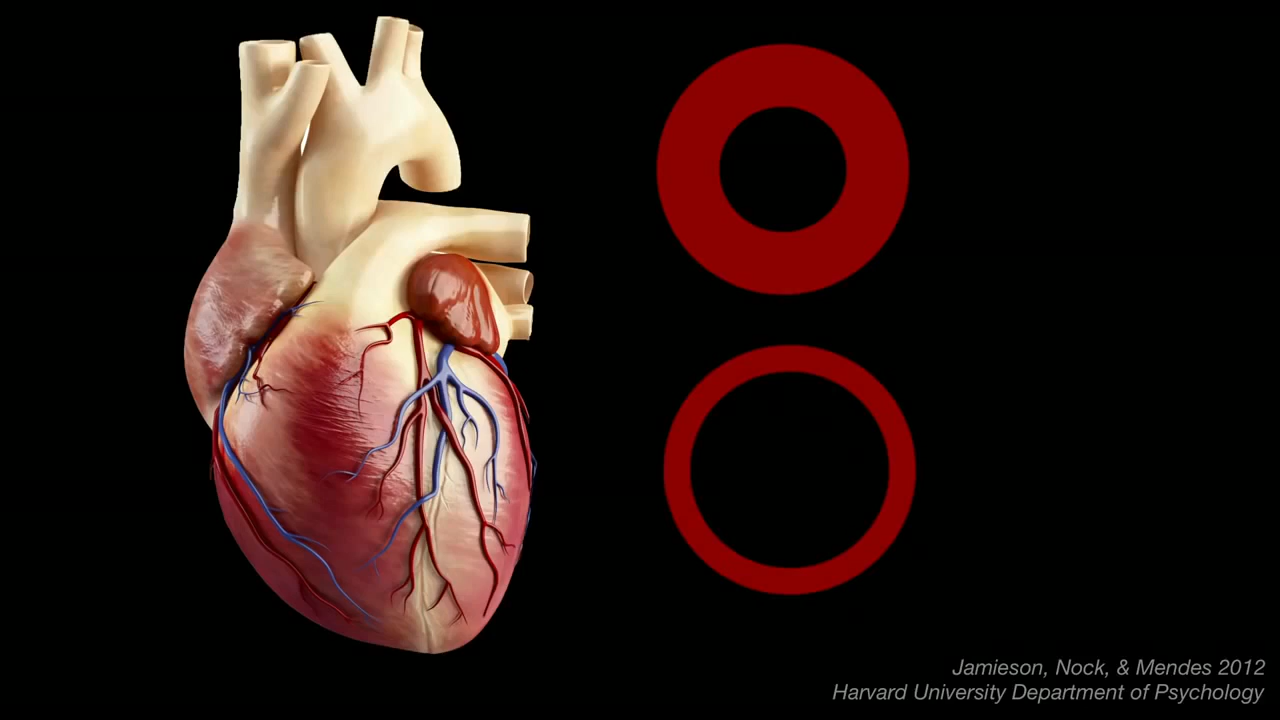 Jamieson, Nock, & Mendes 2012
Harvard University Department of Psychology